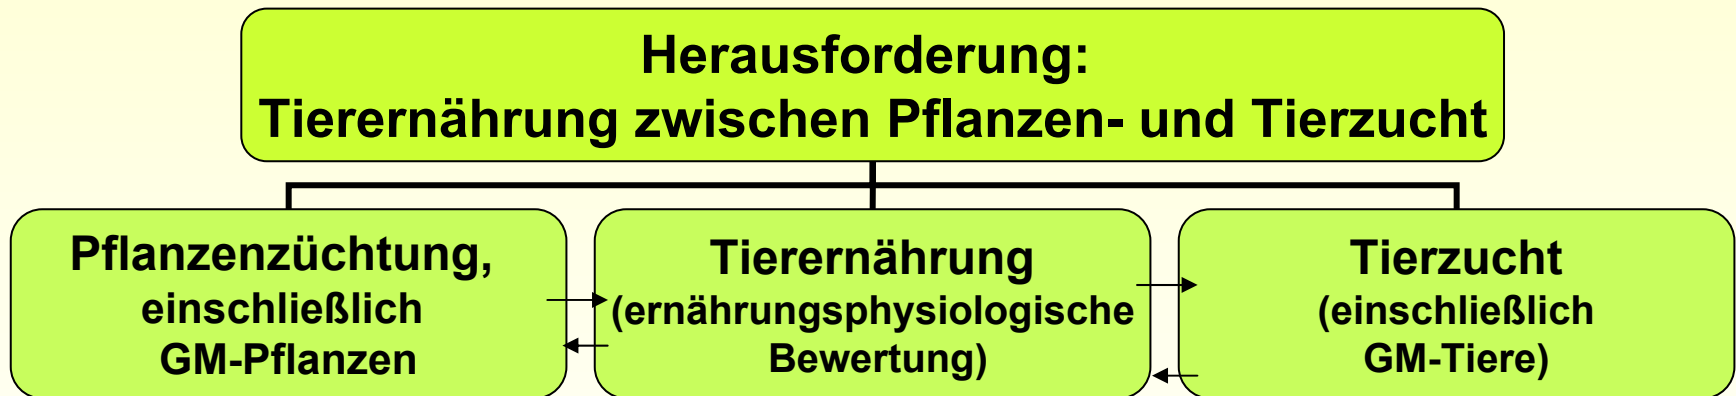 Herausforderung:
Tierernährung zwischen Pflanzen- und Tierzucht
Pflanzenzüchtung,
einschließlich
GM-Pflanzen
Tierernährung
(ernährungsphysiologische
Bewertung)
Tierzucht
(einschließlich
GM-Tiere)